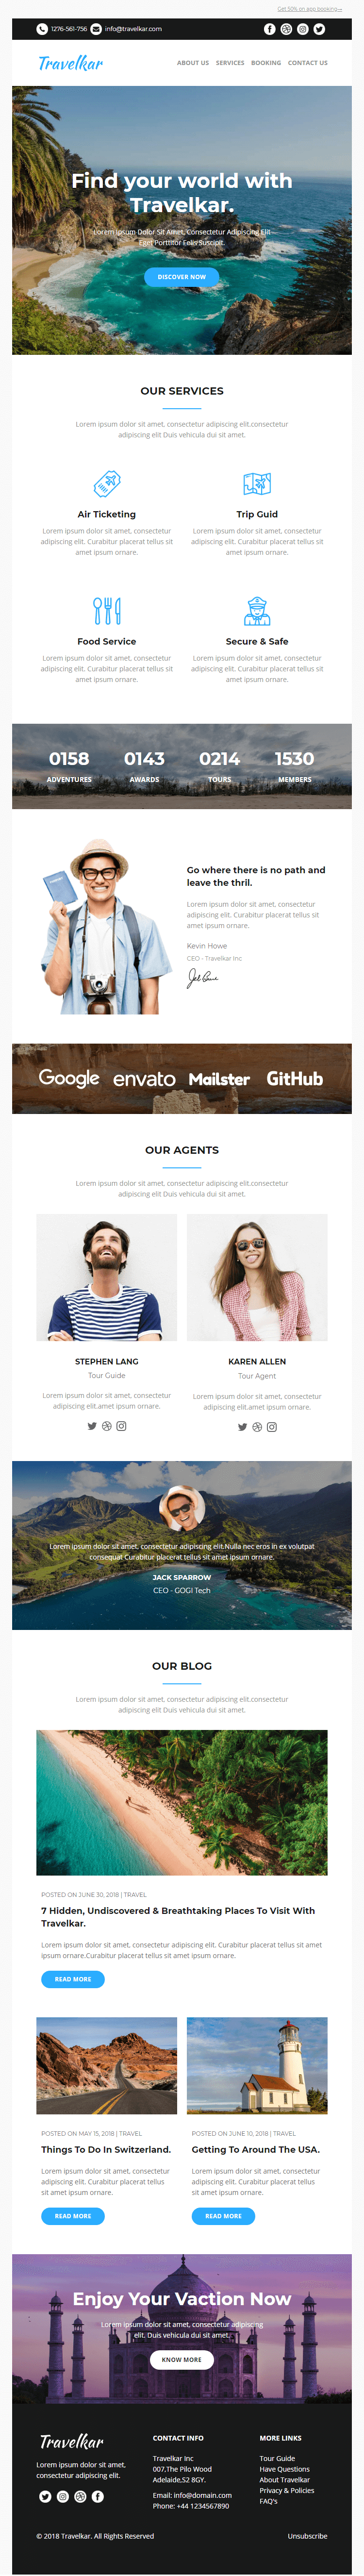 Get 50% on app booking—
1276-561-756 info@travelkar.com
Travelkar
ABOUT US SERVICES BOOKING CONTACT US
Find your world with
Travelkar.
Lorem Ipsum Dolor Sit Amet, Consectetur Adipiscing Elit
Eget Porttitor Felis Suscipit.
DISCOVER NOW
OUR SERVICES
Lorem ipsum dolor sit amet, consectetur adipiscing elit.consectetur
adipiscing elit Duis vehicula dui sit amet.
Air Ticketing
Lorem ipsum dolor sit amet, consectetur
adipiscing elit. Curabitur placerat tellus sit
amet ipsum ornare.
Trip Guid
Lorem ipsum dolor sit amet, consectetur
adipiscing elit. Curabitur placerat tellus sit
amet ipsum ornare.
Food Service
Lorem ipsum dolor sit amet, consectetur
adipiscing elit. Curabitur placerat tellus sit
amet ipsum ornare.
Secure & Safe
Lorem ipsum dolor sit amet, consectetur
adipiscing elit. Curabitur placerat tellus sit
amet ipsum ornare.
0158 0143 0214 1530
ADVENTURES AWARDS TOURS MEMBERS
Go where there is no path and
leave the thril.
Lorem ipsum dolor sit amet, consectetur
adipiscing elit. Curabitur placerat tellus sit
amet ipsum ornare.
Kevin Howe
CEO - Travelkar Inc
Google envato Mailster GitHub
OUR AGENTS
Lorem ipsum dolor sit amet, consectetur adipiscing elit.consectetur
adipiscing elit Duis vehicula dui sit amet.
STEPHEN LANG
Tour Guide
Lorem ipsum dolor sit amet, consectetur
adipiscing elit.amet ipsum ornare.
KAREN ALLEN
Tour Agent
Lorem ipsum dolor sit amet, consectetur
adipiscing elit.amet ipsum ornare.
Lorem ipsum dolor sit amet, consectetur adipiscing elit.Nulla nec eros in ex volutpat
consequat Curabitur placerat tellus sit amet ipsum ornare.
JACK SPARROW
CEO - GOGI Tech
OUR BLOG
Lorem ipsum dolor sit amet, consectetur adipiscing elit.consectetur
adipiscing elit Duis vehicula dui sit amet.
POSTED ON JUNE 30, 2018 | TRAVEL
7 Hidden, Undiscovered & Breathtaking Places To Visit With
Travelkar.
Lorem ipsum dolor sit amet, consectetur adipiscing elit. Curabitur placerat tellus sit amet
ipsum ornare.Curabitur placerat tellus sit amet ipsum ornare.
READ MORE
POSTED ON MAY 15, 2018 | TRAVEL
Things To Do In Switzerland.
Lorem ipsum dolor sit amet, consectetur
adipiscing elit. Curabitur placerat tellus
sit amet ipsum ornare.
READ MORE
POSTED ON JUNE 10, 2018 | TRAVEL
Getting To Around The USA.
Lorem ipsum dolor sit amet, consectetur
adipiscing elit. Curabitur placerat tellus
sit amet ipsum ornare.
READ MORE
Enjoy Your Vaction Now
Lorem ipsum dolor sit amet, consectetur adipiscing
elit. Duis vehicula dui sit amet.
KNOW MORE
Travelkar
Lorem ipsum dolor sit amet,
consectetur adipiscing elit.
CONTACT INFO
Travelkar Inc
007,The Pilo Wood
Adelaide,S2 8GY.
Email: info@domain.com
Phone: +44 1234567890
MORE LINKS
Tour Guide
Have Questions
About Travelkar
Privacy & Policies
FAQ's
© 2018 Travelkar. All Rights Reserved Unsubscribe